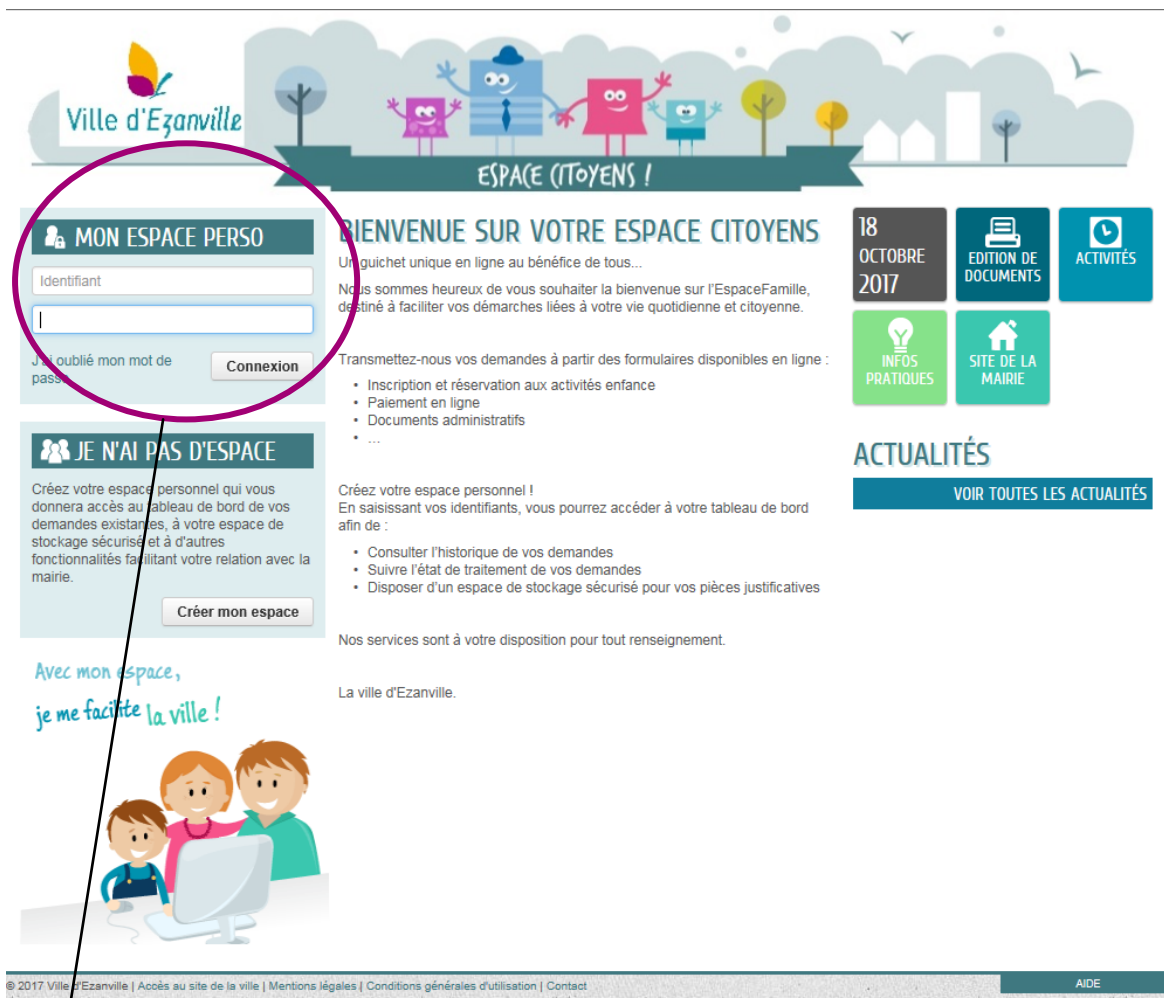 Ville d'Ezanville
ESPACE CITOYENS !
MON ESPACE PERSO
Identifiant
J'ai oublié mon mot de
passe
Connexion
JE N'AI PAS D'ESPACE
Créez votre espace personnel qui vous
donnera accès au tableau de bord de vos
demandes existantes, à votre espace de
stockage sécurisé et à d'autres
fonctionnalités facilitant votre relation avec la
mairie.
Créer mon espace
Avec mon espace,
je me facilite la ville !
BIENVENUE SUR VOTRE ESPACE CITOYENS
Un guichet unique en ligne au bénéfice de tous...
Nous sommes heureux de vous souhaiter la bienvenue sur l'EspaceFamille,
destiné à faciliter vos démarches liées à votre vie quotidienne et citoyenne.
Transmettez-nous vos demandes à partir des formulaires disponibles en ligne :
• Inscription et réservation aux activités enfance
• Paiement en ligne
• Documents administratifs
• ...
Créez votre espace personnel !
En saisissant vos identifiants, vous pourrez accéder à votre tableau de bord
afin de :
• Consulter l'historique de vos demandes
• Suivre l'état de traitement de vos demandes
• Disposer d'un espace de stockage sécurisé pour vos pièces justificatives
Nos services sont à votre disposition pour tout renseignement.
La ville d'Ezanville.
18
OCTOBRE
2017
EDITION DE
DOCUMENTS
ACTIVITÉS
INFOS
PRATIQUES
SITE DE LA
MAIRIE
ACTUALITÉS
VOIR TOUTES LES ACTUALITÉS
© 2017 Ville d'Ezanville | Accès au site de la ville | Mentions légales | Conditions générales d'utilisation | Contact
AIDE